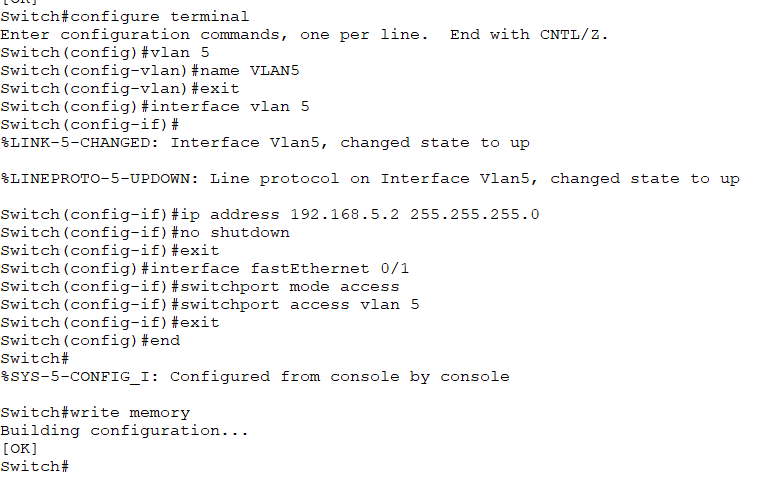 [OK]
Switch#configure terminal
Enter configuration commands, one per line.  End with CNTL/Z.
Switch(config)#vlan 5
Switch(config-vlan)#name VLAN5
Switch(config-vlan)#exit
Switch(config)#interface vlan 5
Switch(config-if)#
%LINK-5-CHANGED: Interface Vlan5, changed state to up
%LINEPROTO-5-UPDOWN: Line protocol on Interface Vlan5, changed state to up
Switch(config-if)#ip address 192.168.5.2 255.255.255.0
Switch(config-if)#no shutdown
Switch(config-if)#exit
Switch(config)#interface fastEthernet 0/1
Switch(config-if)#switchport mode access
Switch(config-if)#switchport access vlan 5
Switch(config-if)#exit
Switch(config)#end
Switch#
%SYS-5-CONFIG_I: Configured from console by console
Switch#write memory
Building configuration...
[OK]
Switch#